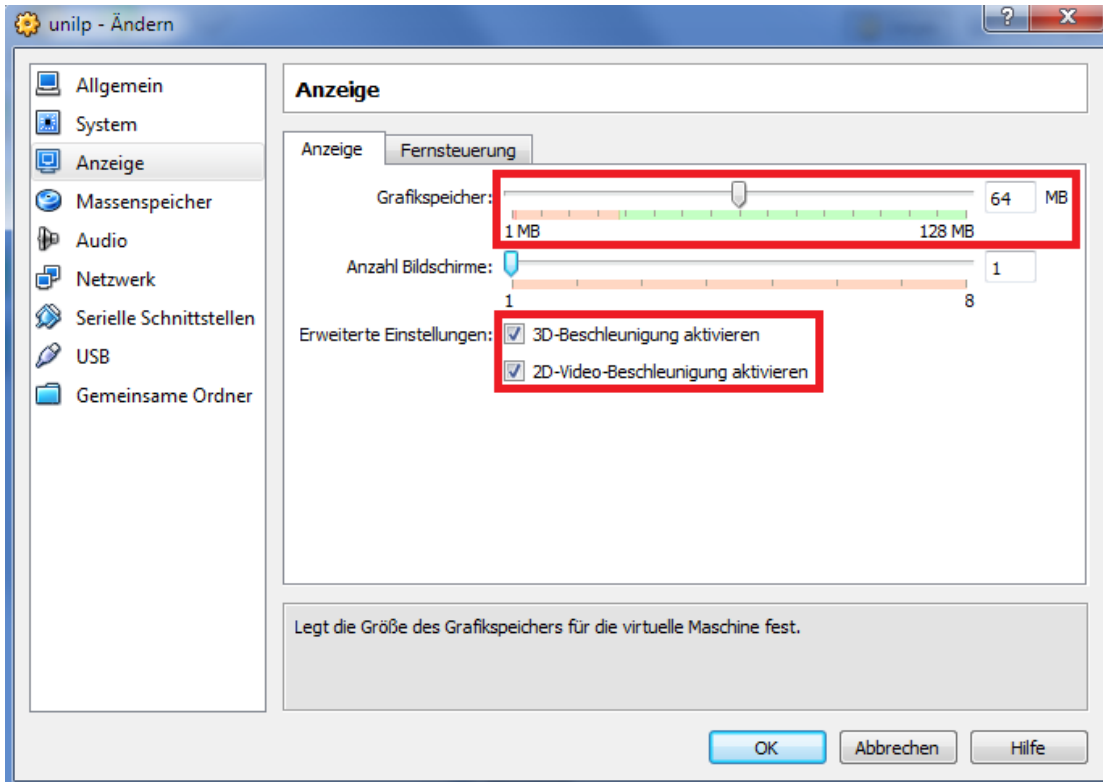 unilp - Ändern
?
X
Allgemein
System
Anzeige
Massenspeicher
Audio
Netzwerk
Serielle Schnittstellen
USB
Gemeinsame Ordner
Anzeige
Anzeige Fernsteuerung
Grafikspeicher: 64 MB
1 MB 128 MB
Anzahl Bildschirme: 1
1 8
Erweiterte Einstellungen: 3D-Beschleunigung aktivieren
2D-Video-Beschleunigung aktivieren
Legt die Größe des Grafikspeichers für die virtuelle Maschine fest.
OK Abbrechen Hilfe